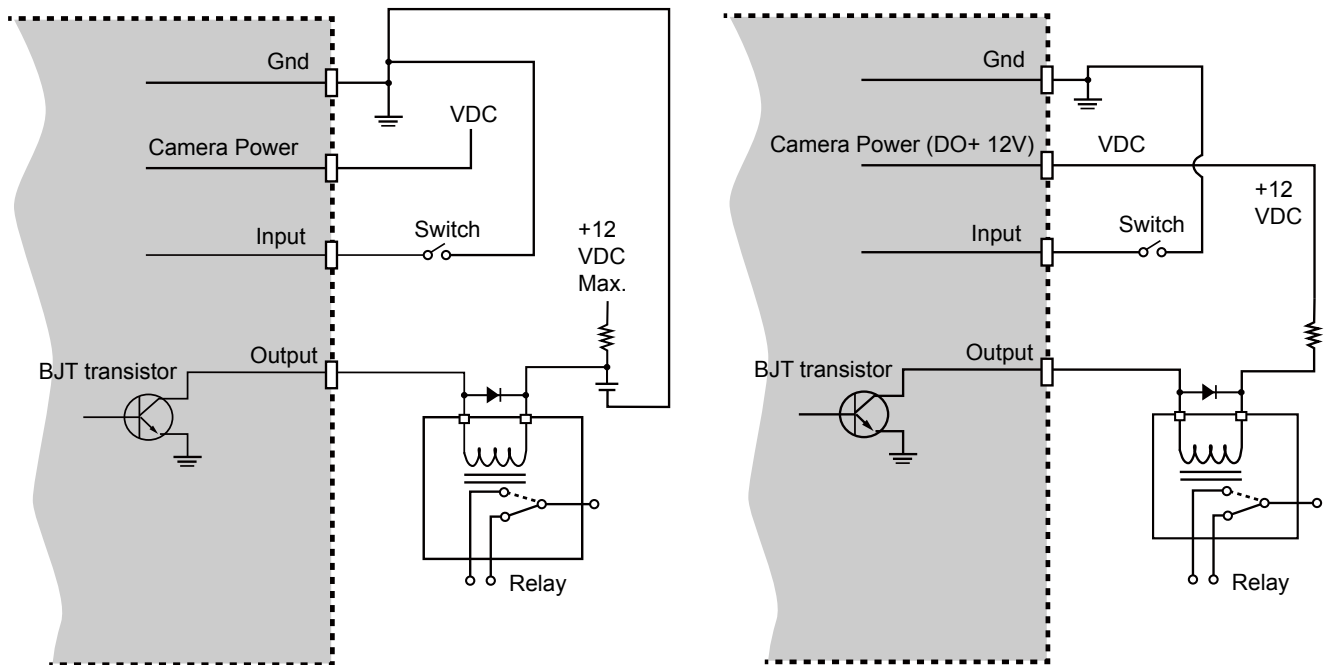 Gnd
VDC
Camera Power
Input
Switch
+12
VDC
Max.
Output
BJT transistor
Relay
Gnd
Camera Power (DO+ 12V)
VDC
+12
VDC
Input
Switch
Output
BJT transistor
Relay